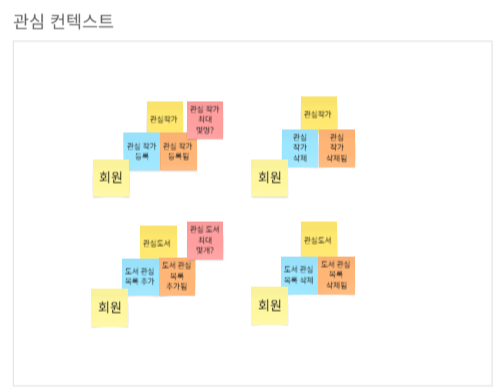 관심 컨텍스트
관심작가
관심 작가
최대
몇명?
관심 작가
등록
관심 작가
등록됨
회원
관심작가
관심
작가
삭제
관심
작가
삭제됨
회원
관심도서
관심 도서
최대
몇개?
도서 관심
목록 추가
도서 관심
목록
추가됨
회원
관심도서
도서 관심
목록 삭제
도서 관심
목록
삭제됨
회원